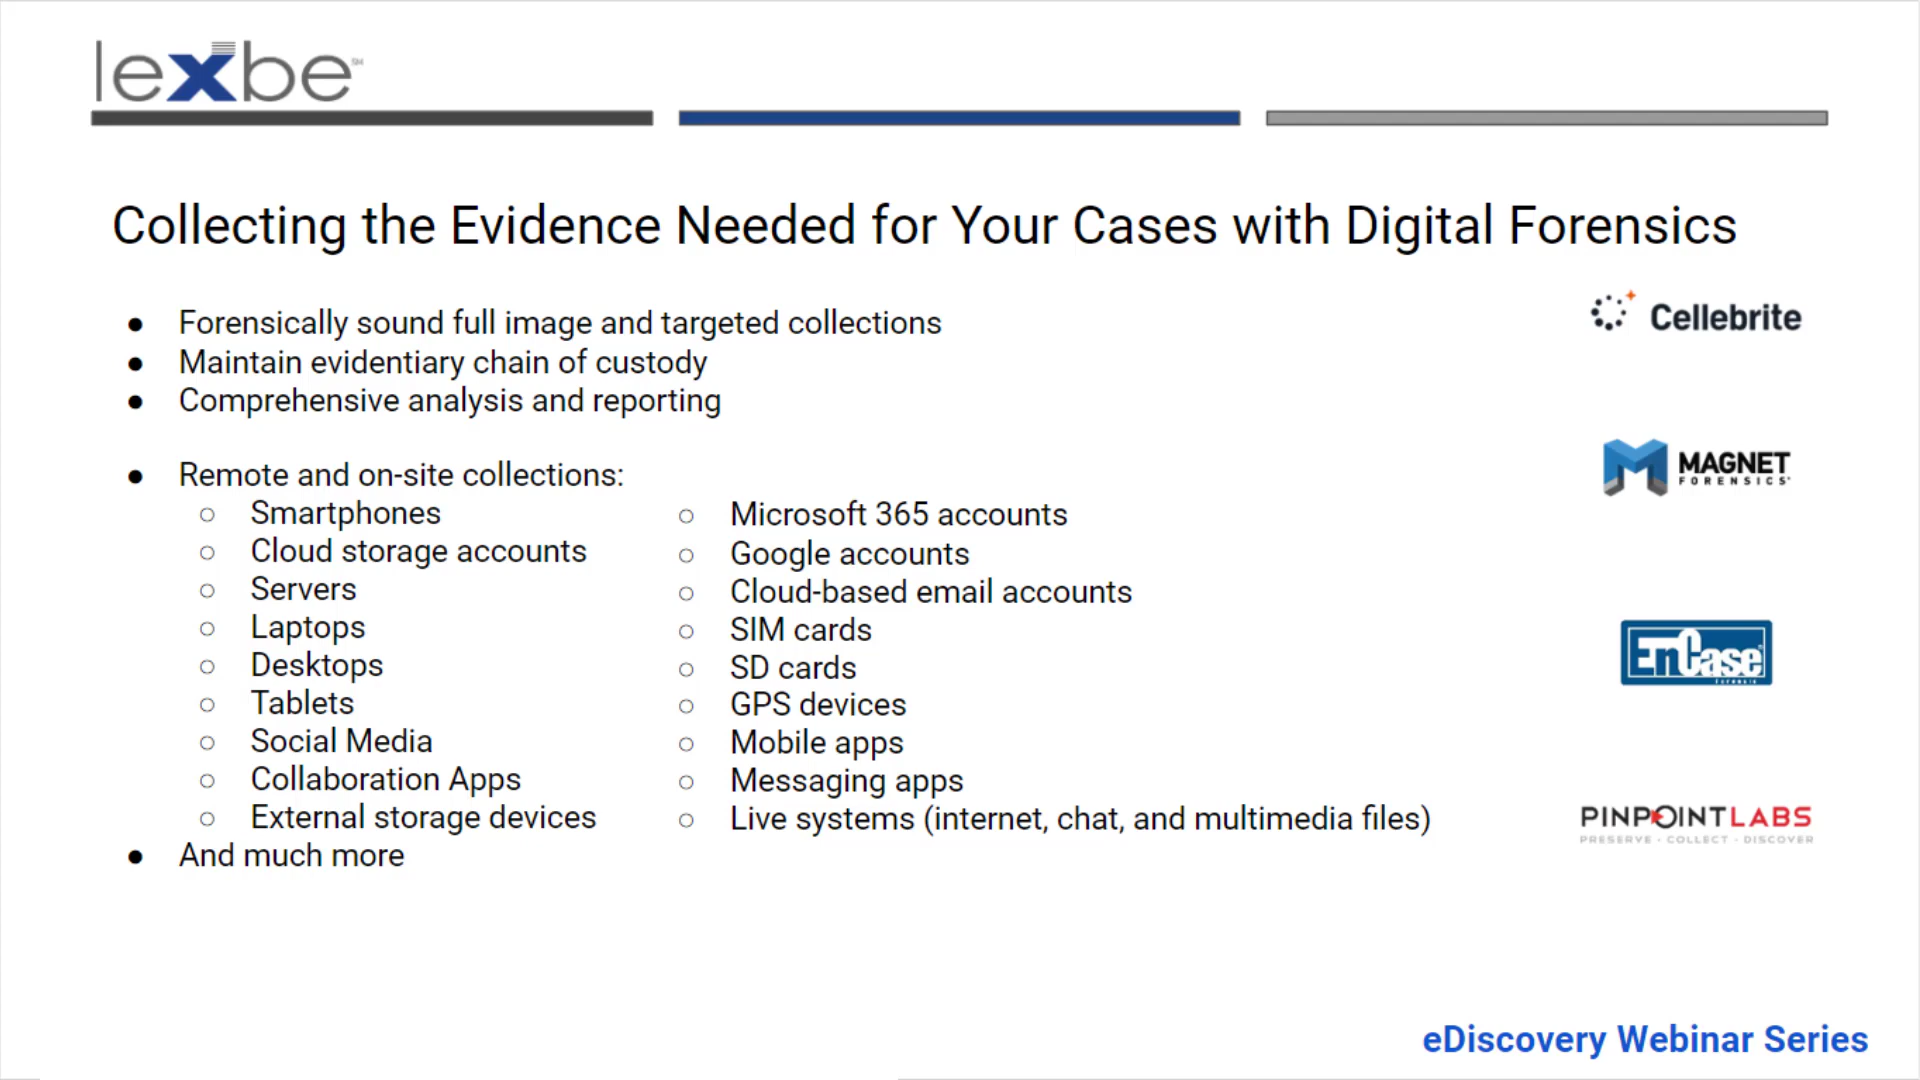 lexbe SM
Collecting the Evidence Needed for Your Cases with Digital Forensics
● Forensically sound full image and targeted collections
● Maintain evidentiary chain of custody
● Comprehensive analysis and reporting
● Remote and on-site collections:
○ Smartphones
○ Cloud storage accounts
○ Servers
○ Laptops
○ Desktops
○ Tablets
○ Social Media
○ Collaboration Apps
○ External storage devices
○ Microsoft 365 accounts
○ Google accounts
○ Cloud-based email accounts
○ SIM cards
○ SD cards
○ GPS devices
○ Mobile apps
○ Messaging apps
○ Live systems (internet, chat, and multimedia files)
● And much more
Cellebrite
MAGNET
FORENSICS
EnCase
Forensic
PINPOINTLABS
PRESERVE - COLLECT - DISCOVER
eDiscovery Webinar Series